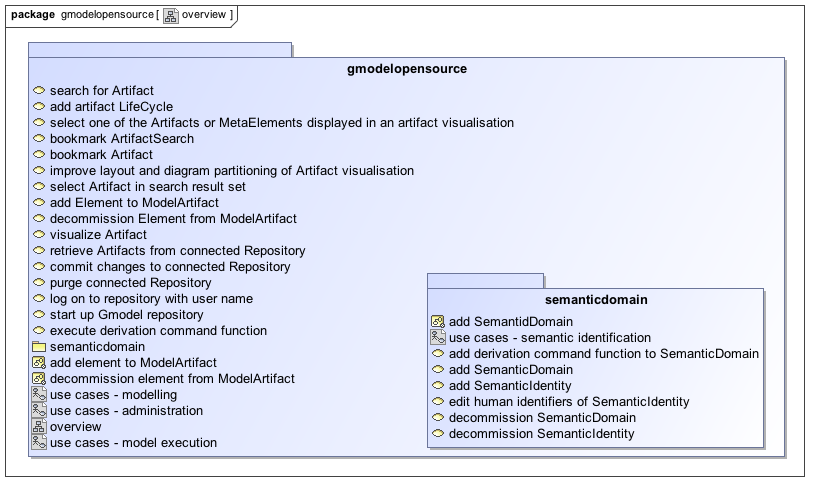 package gmodelopensource [ overview ]
gmodelopensource
search for Artifact
add artifact LifeCycle
select one of the Artifacts or MetaElements displayed in an artifact visualisation
bookmark ArtifactSearch
bookmark Artifact
improve layout and diagram partitioning of Artifact visualisation
select Artifact in search result set
add Element to ModelArtifact
decommission Element from ModelArtifact
visualize Artifact
retrieve Artifacts from connected Repository
commit changes to connected Repository
purge connected Repository
log on to repository with user name
start up Gmodel repository
execute derivation command function
semanticdomain
add element to ModelArtifact
decommission element from ModelArtifact
use cases - modelling
use cases - administration
overview
use cases - model execution
semanticdomain
add SemantidDomain
use cases - semantic identification
add derivation command function to SemanticDomain
add SemanticDomain
add SemanticIdentity
edit human identifiers of SemanticIdentity
decommission SemanticDomain
decommission SemanticIdentity